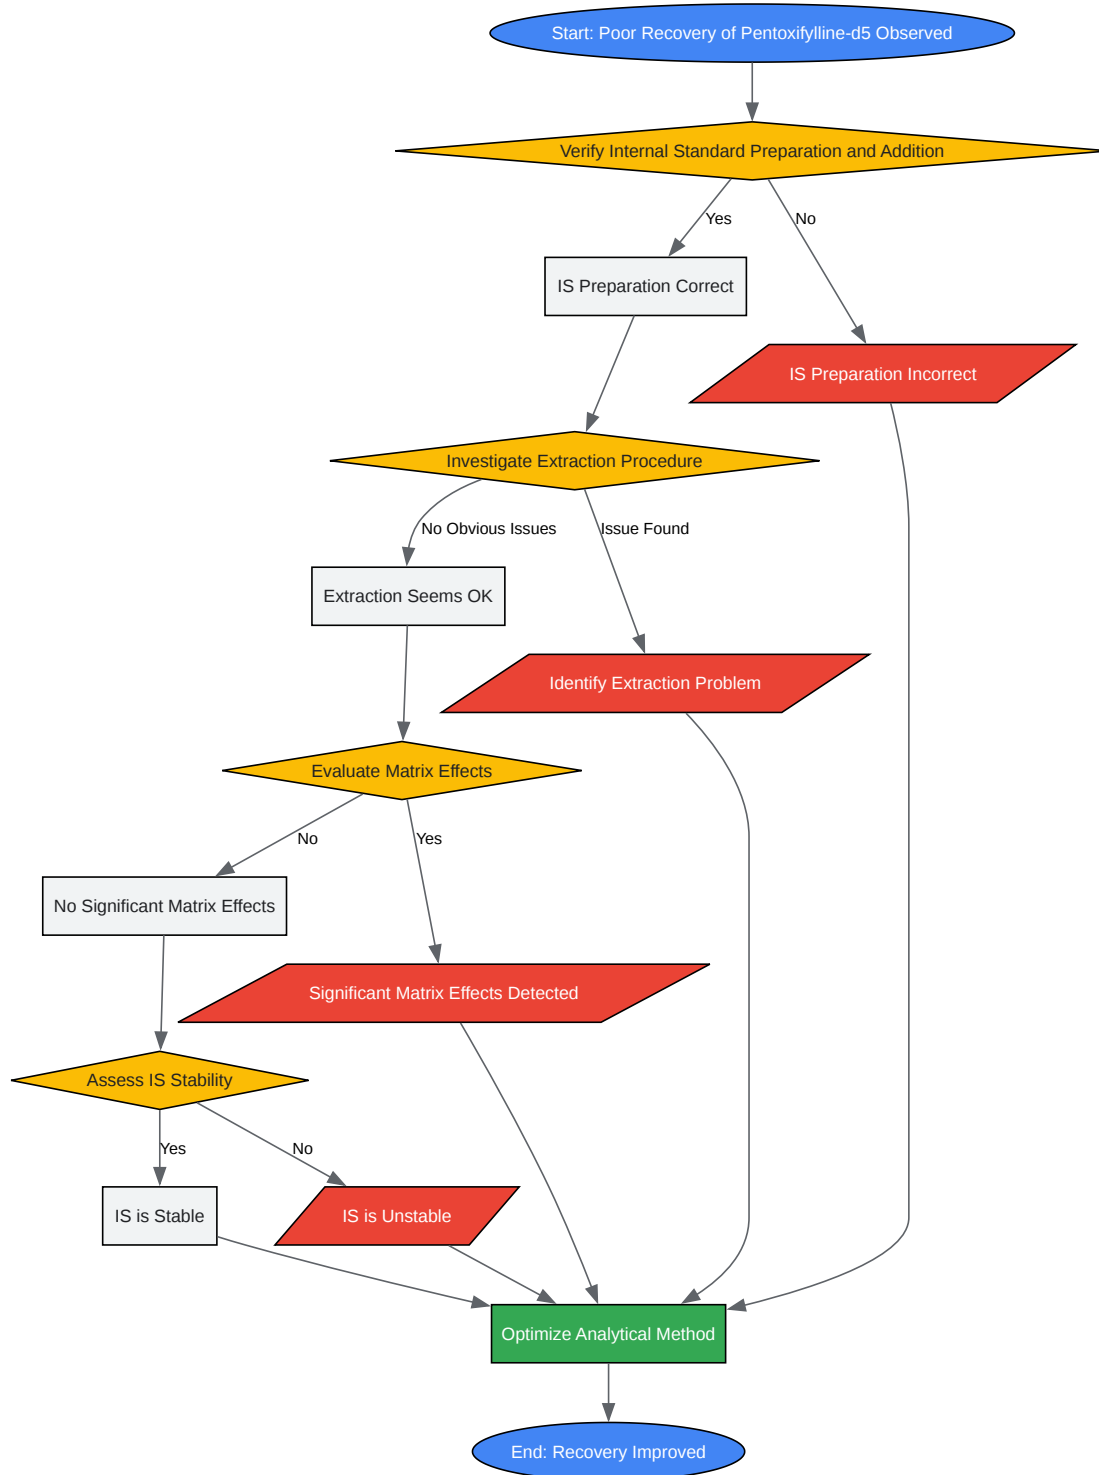 Start: Poor Recovery of Pentoxifylline-d5 Observed
Verify Internal Standard Preparation and Addition
Yes
No
IS Preparation Correct
IS Preparation Incorrect
Investigate Extraction Procedure
No Obvious Issues
Issue Found
Extraction Seems OK
Identify Extraction Problem
Evaluate Matrix Effects
No
Yes
No Significant Matrix Effects
Significant Matrix Effects Detected
Assess IS Stability
Yes
No
IS is Stable
IS is Unstable
Optimize Analytical Method
End: Recovery Improved